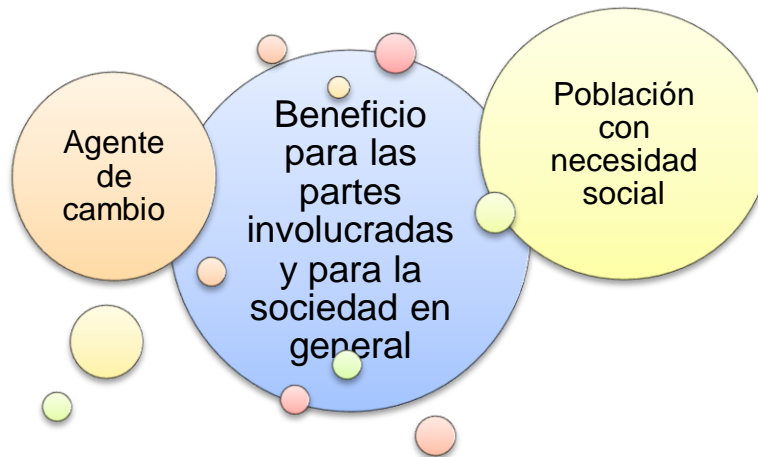 Agente
de
cambio
Beneficio
para las
partes
involucradas
y para la
sociedad en
general
Población
con
necesidad
social